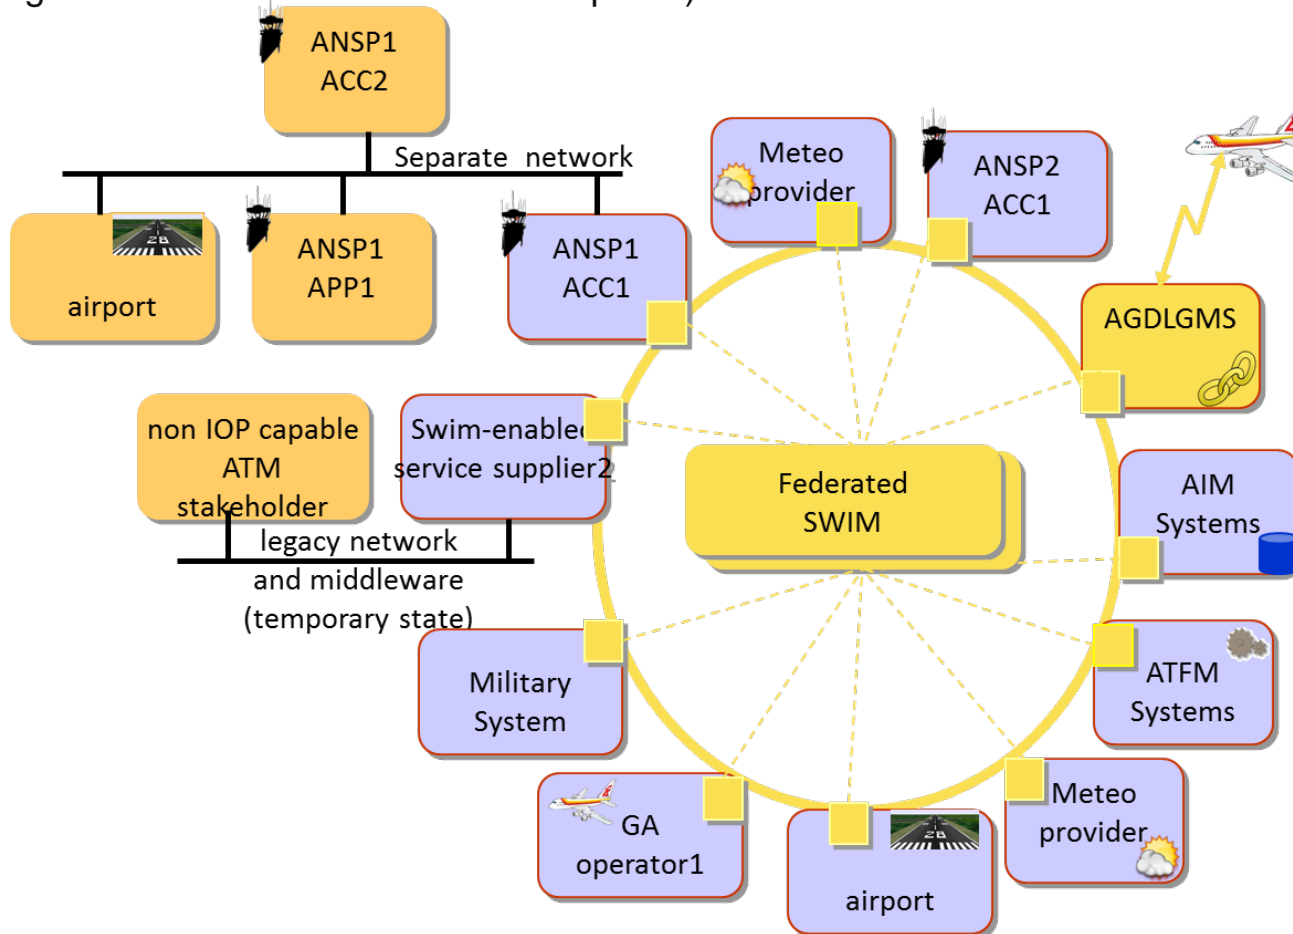 ANSP1
ACC2
Separate network
airport
ANSP1
APP1
ANSP1
ACC1
Meteo
provider
ANSP2
ACC1
AGDLGMS
non IOP capable
ATM
stakeholder
Swim-enabled
service supplier2
legacy network
and middleware
(temporary state)
Federated
SWIM
AIM
Systems
Military
System
ATFM
Systems
GA
operator1
airport
28
28
Meteo
provider